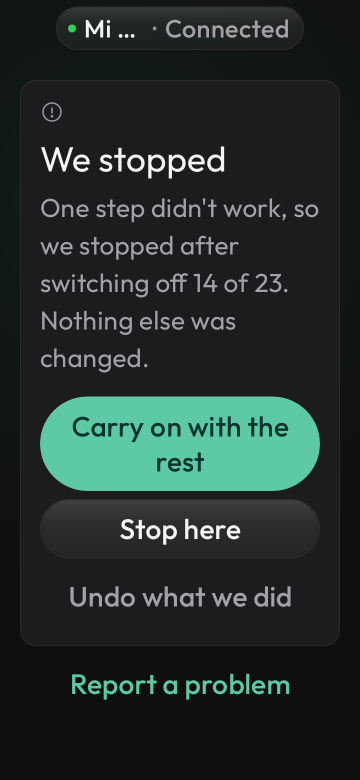 Mi ... · Connected
We stopped
One step didn't work, so
we stopped after
switching off 14 of 23.
Nothing else was
changed.
Carry on with the
rest
Stop here
Undo what we did
Report a problem